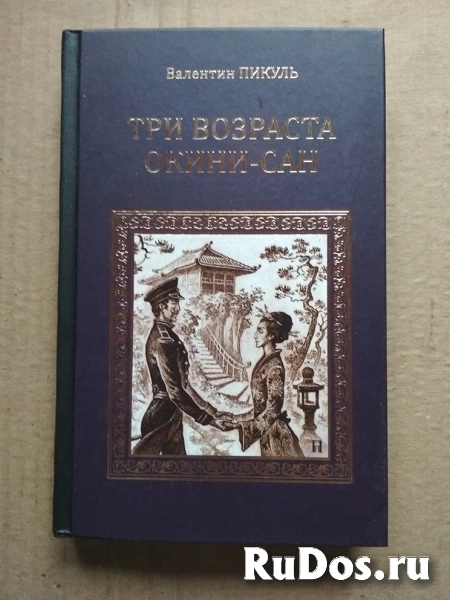 Валентин ПИКУЛЬ
ТРИ ВОЗРАСТА
ОКИНИ-САН
П
RuDos.ru